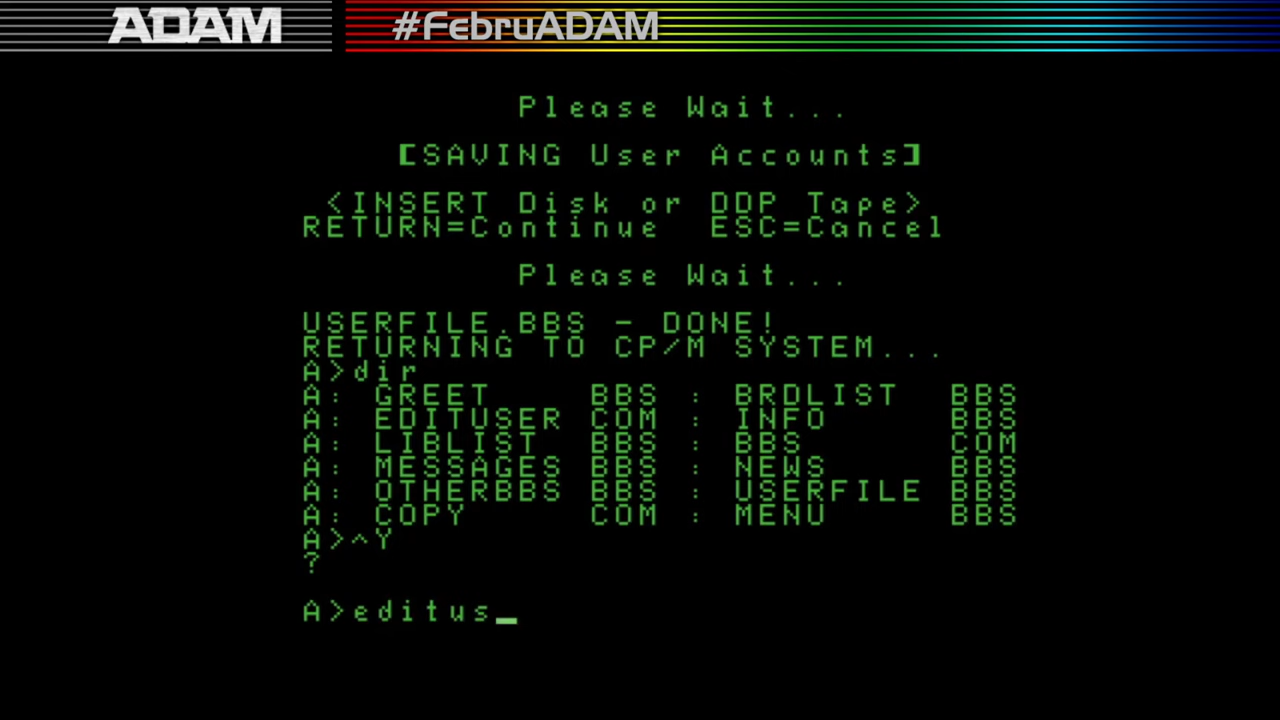 ADAM #FebruADAM
Please Wait...
[SAVING User Accounts]
<INSERT Disk or DDP Tape>
RETURN=Continue ESC=Cancel
Please Wait...
USERFILE.BBS - DONE!
RETURNING TO CP/M SYSTEM...
A>dir
A: GREET BBS : BRDLIST BBS
A: EDITUSER COM : INFO BBS
A: LIBLIST BBS : BBS COM
A: MESSAGES BBS : NEWS BBS
A: OTHERBBS BBS : USERFILE BBS
A: COPY COM : MENU BBS
A>^Y
?
A>editus_